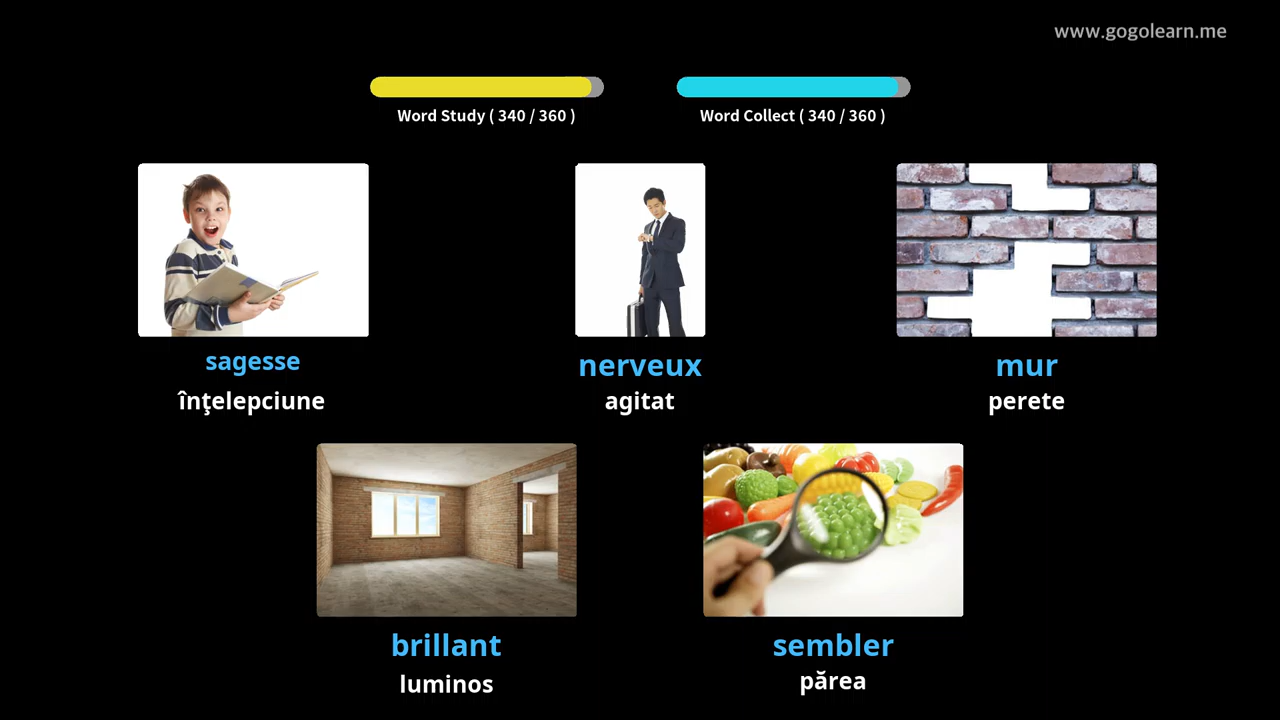 www.gogolearn.me
Word Study ( 340 / 360 )
Word Collect ( 340 / 360 )
sagesse
înţelepciune
nerveux
agitat
mur
perete
brillant
luminos
sembler
părea